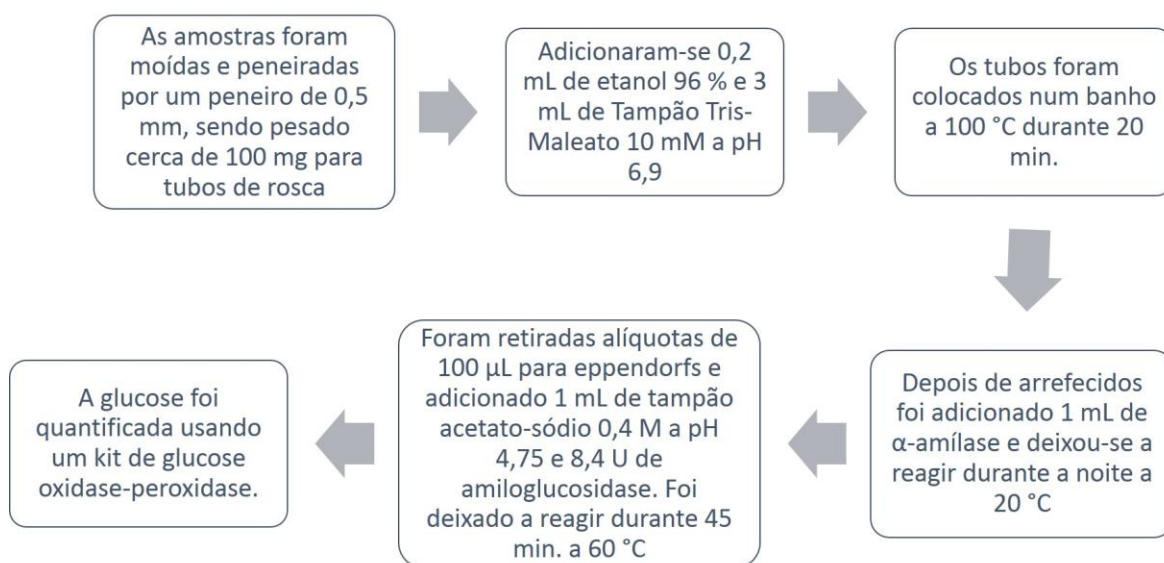 As amostras foram
moídas e peneiradas
por um peneiro de 0,5
mm, sendo pesado
cerca de 100 mg para
tubos de rosca
Adicionaram-se 0,2
mL de etanol 96 % e 3
mL de Tampão Tris-
Maleato 10 mM a pH
6,9
Os tubos foram
colocados num banho
a 100 °C durante 20
min.
Depois de arrefecidos
foi adicionado 1 mL de
α-amílase e deixou-se a
reagir durante a noite a
20 °C
Foram retiradas alíquotas de
100 µL para eppendorfs e
adicionado 1 mL de tampão
acetato-sódio 0,4 M a pH
4,75 e 8,4 U de
amiloglucosidase. Foi
deixado a reagir durante 45
min. a 60 °C
A glucose foi
quantificada usando
um kit de glucose
oxidase-peroxidase.